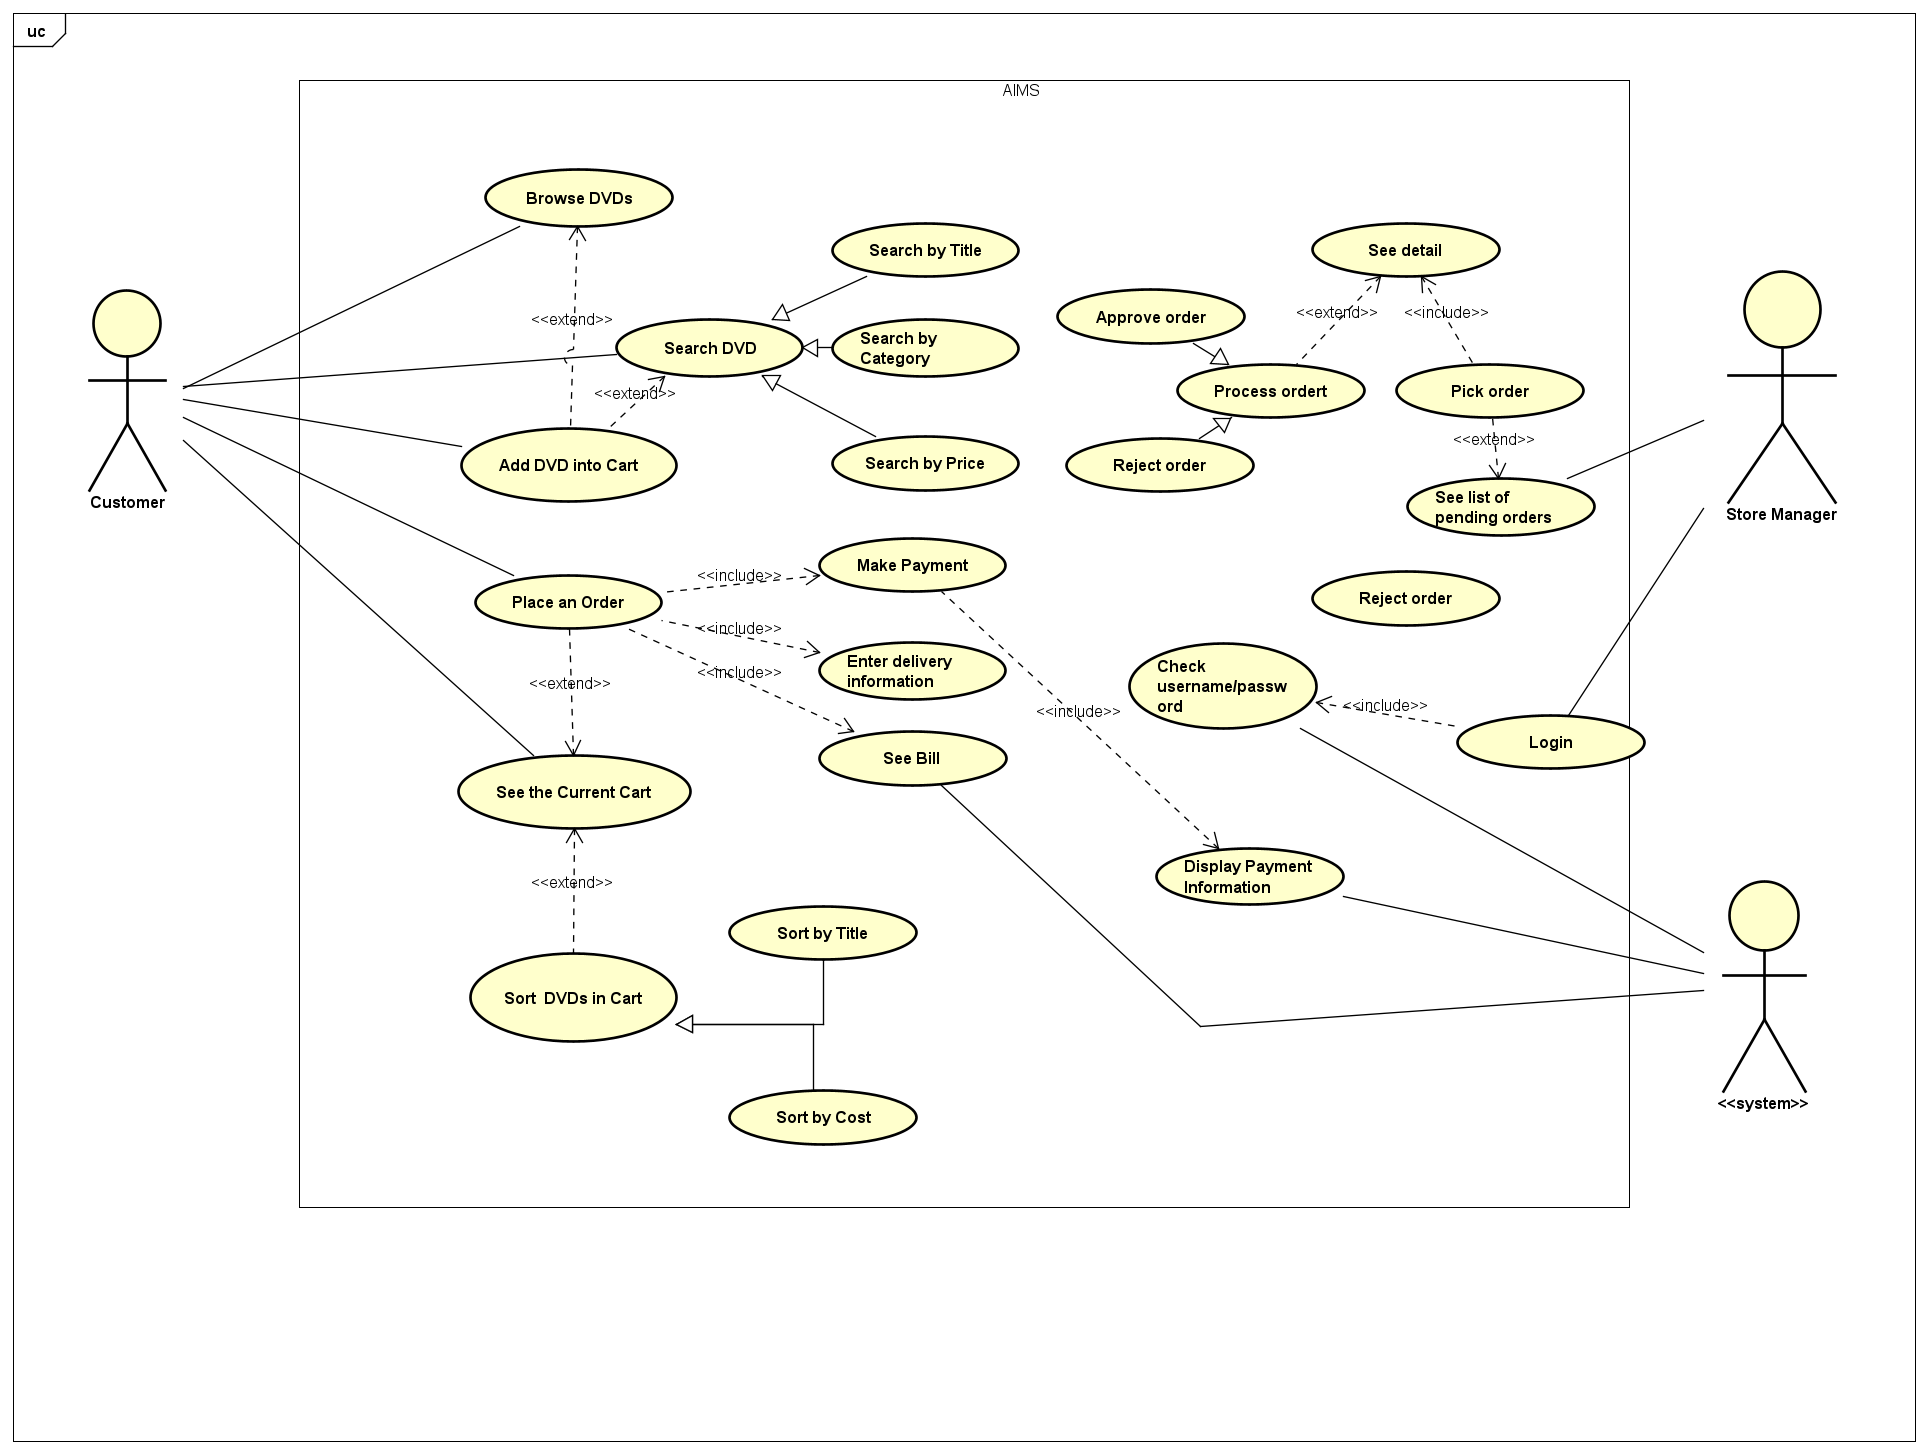 uc
AIMS
Browse DVDs
<<extend>>
Search DVD
<<extend>>
Add DVD into Cart
Search by Title
Search by
Category
Search by Price
See detail
Approve order
<<extend>>
<<include>>
Process ordert
Pick order
Reject order
<<extend>>
See list of
pending orders
Customer
Store Manager
Place an Order
<<include>>
Make Payment
<<include>>
Enter delivery
information
<<include>>
See Bill
<<extend>>
See the Current Cart
<<extend>>
Sort  DVDs in Cart
Sort by Title
Sort by Cost
Reject order
Check
username/passw
ord
<<include>>
Login
<<include>>
Display Payment
Information
<<system>>